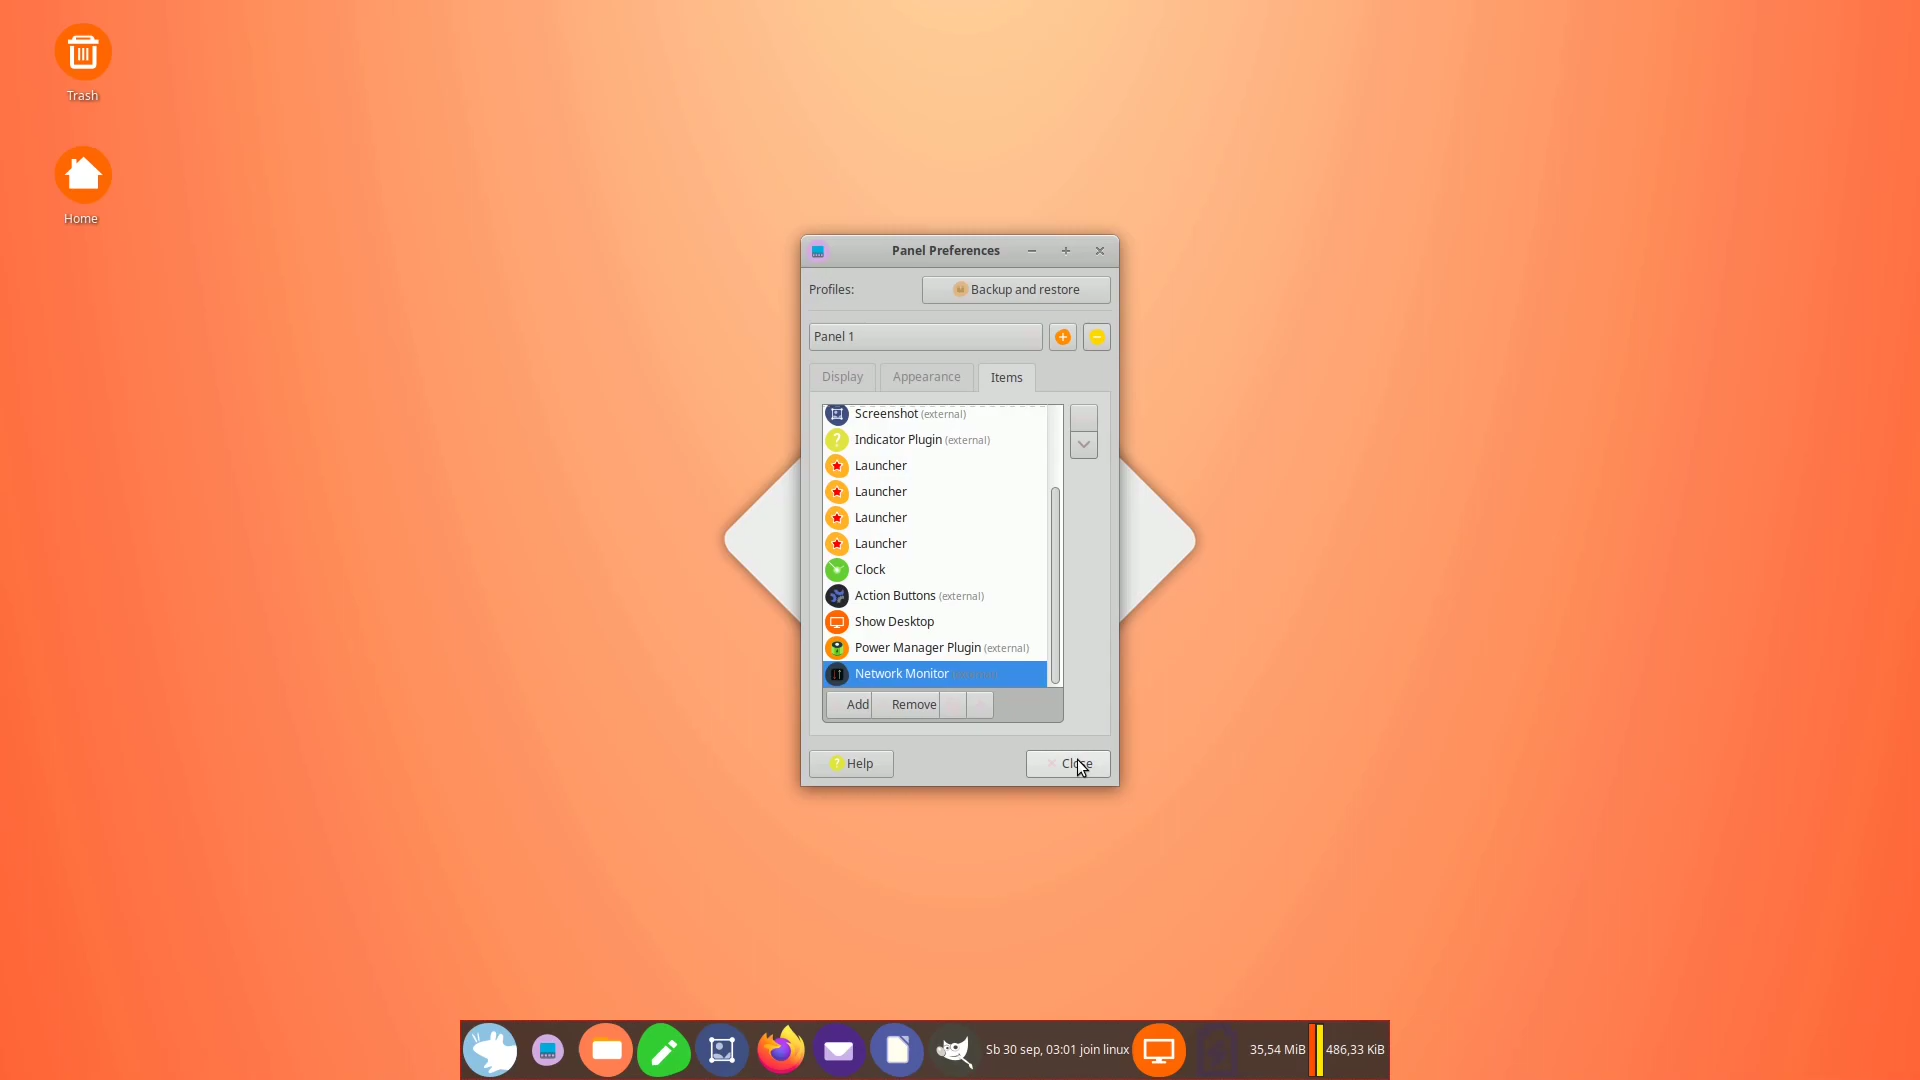 Trash
Home
Panel Preferences
Profiles:
Backup and restore
Panel 1
Display
Appearance
Items
Screenshot (external)
Indicator Plugin (external)
Launcher
Launcher
Launcher
Launcher
Clock
Action Buttons (external)
Show Desktop
Power Manager Plugin (external)
Network Monitor (external)
Add
Remove
Help
Close
Sb 30 sep, 03:01 join linux
35,54 MiB
486,33 KiB